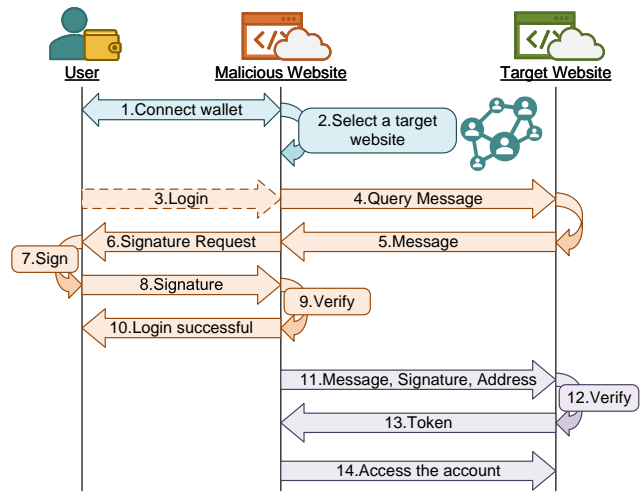 User
Malicious Website
Target Website
1.Connect wallet
2.Select a target
website
3.Login
4.Query Message
5.Message
6.Signature Request
7.Sign
8.Signature
9.Verify
10.Login successful
11.Message, Signature, Address
12.Verify
13.Token
14.Access the account